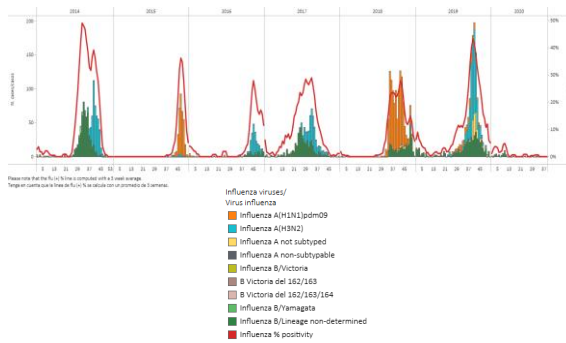 2014 2015 2016 2017 2018 2019 2020
200
150
100
50
0
50%
40%
30%
20%
10%
0%
Please note that the flu (+) % line is computed with a 3 week average.
Tenga en cuenta que la línea de flu (+) % se calcula con un promedio de 3 semanas.
Influenza viruses/
Virus influenza
Influenza A(H1N1)pdm09
Influenza A(H3N2)
Influenza A not subtyped
Influenza A non-subtypable
Influenza B/Victoria
B Victoria del 162/163
B Victoria del 162/163/164
Influenza B/Yamagata
Influenza B/Lineage non-determined
Influenza % positivity